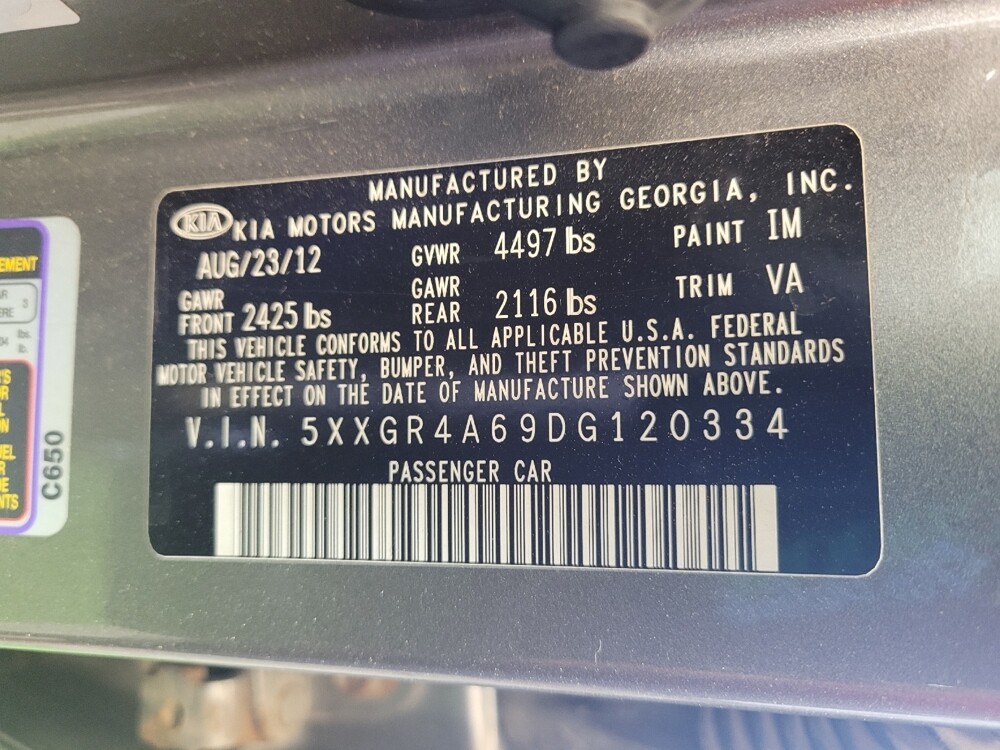 MANUFACTURED BY
KIA KIA MOTORS MANUFACTURING GEORGIA, INC.
AUG/23/12 GVWR 4497 lbs PAINT IM
GAWR FRONT 2425 lbs GAWR REAR 2116 lbs TRIM VA
THIS VEHICLE CONFORMS TO ALL APPLICABLE U.S.A. FEDERAL
MOTOR VEHICLE SAFETY, BUMPER, AND THEFT PREVENTION STANDARDS
IN EFFECT ON THE DATE OF MANUFACTURE SHOWN ABOVE.
V.I.N. 5XXGR4A69DG120334
PASSENGER CAR
C650